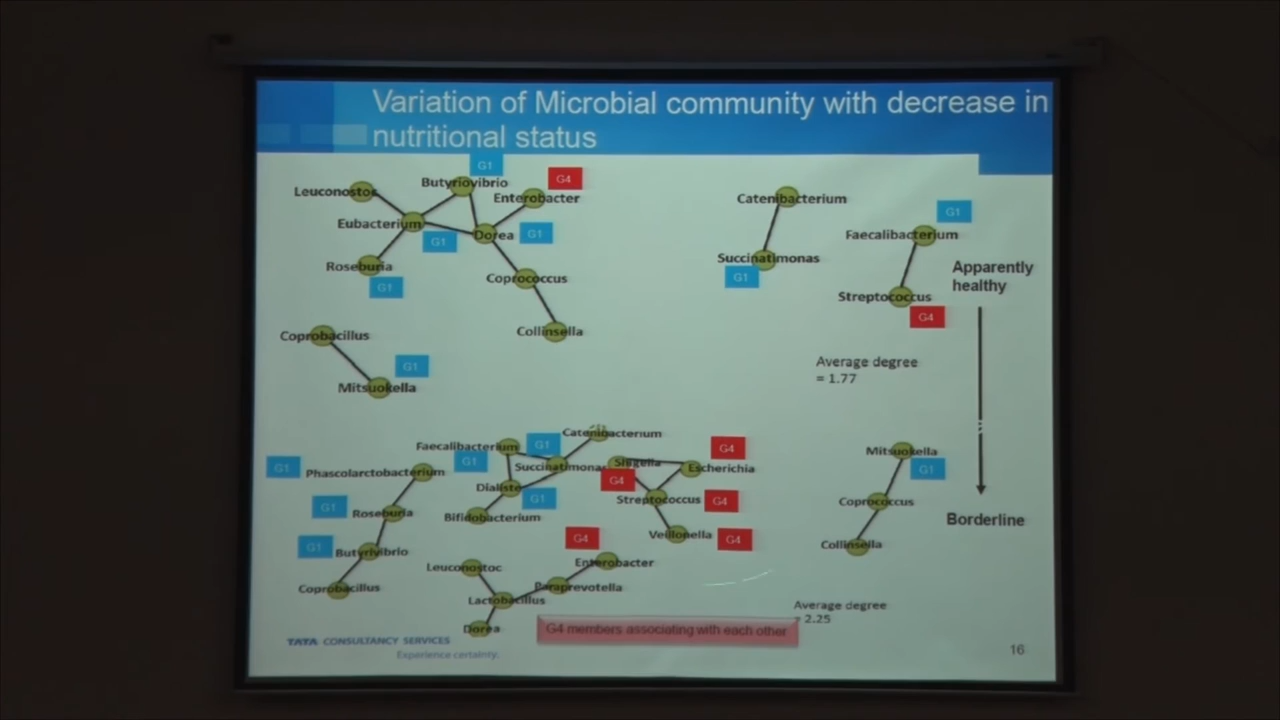 Variation of Microbial community with decrease in
nutritional status
G1
G4
Leuconostoc
Butyriovibrio
Enterobacter
Eubacterium
G1
Dorea
G1
Roseburia
G1
Coprococcus
Collinsella
Coprobacillus
G1
Mitsuokella
Catenibacterium
Succinatimonas
G1
G1
Faecalibacterium
Streptococcus
G4
Apparently
healthy
Average degree
= 1.77
Faecalibacterium
G1
Catenibacterium
G4
G1
Phascolarctobacterium
G1
Succinatimonas
Shigella
Escherichia
G4
G1
Roseburia
Dialister
G1
Streptococcus
G4
Bifidobacterium
G1
Butyrivibrio
Veillonella
G4
G4
Coprobacillus
Leuconostoc
Enterobacter
Paraprevotella
Lactobacillus
Dorea
Mitsuokella
G1
Coprococcus
Collinsella
Borderline
Average degree
= 2.25
G4 members associating with each other
TATA CONSULTANCY SERVICES
Experience certainty.
16